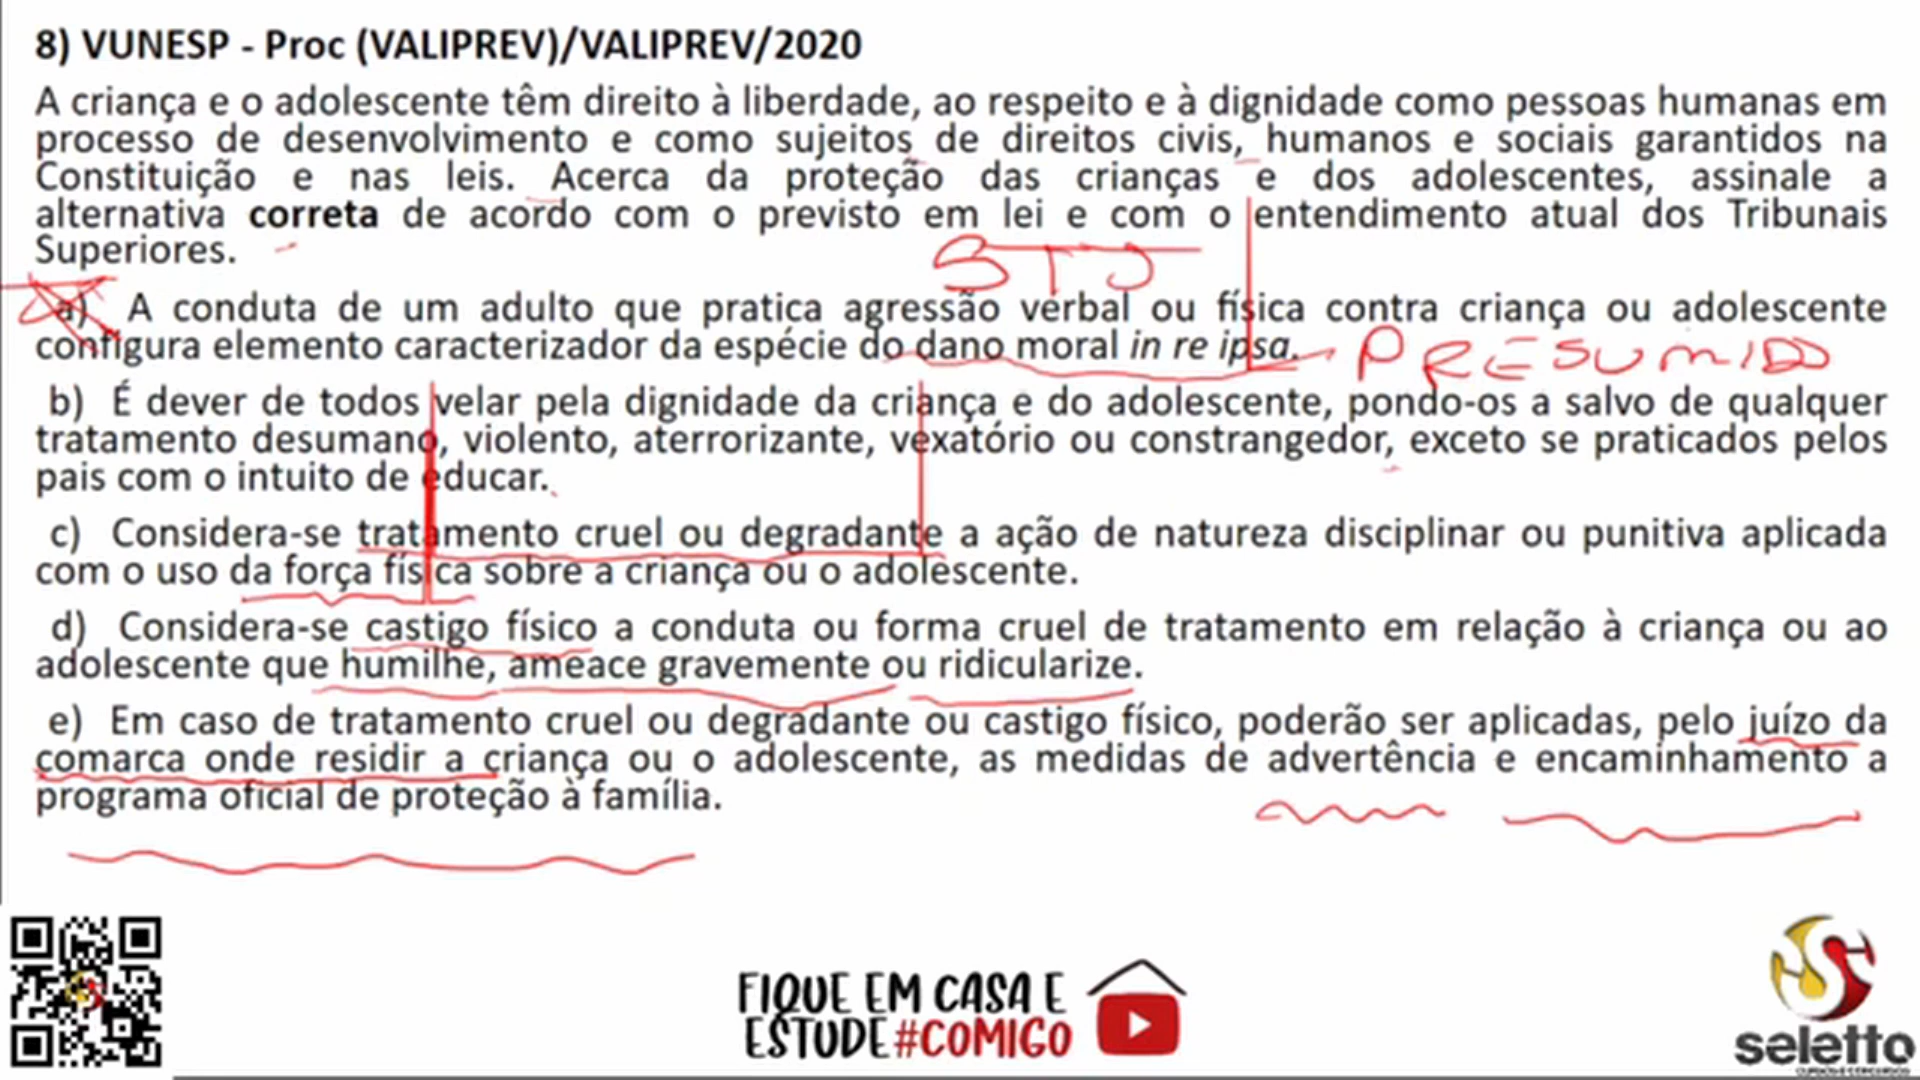 8) VUNESP - Proc (VALIPREV)/VALIPREV/2020
A criança e o adolescente têm direito à liberdade, ao respeito e à dignidade como pessoas humanas em
processo de desenvolvimento e como sujeitos de direitos civis, humanos e sociais garantidos na
Constituição e nas leis. Acerca da proteção das crianças e dos adolescentes, assinale a
alternativa correta de acordo com o previsto em lei e com o entendimento atual dos Tribunais
Superiores.
STJ
a) A conduta de um adulto que pratica agressão verbal ou física contra criança ou adolescente
configura elemento caracterizador da espécie do dano moral in re ipsa.
PRESUMIDO
b) É dever de todos velar pela dignidade da criança e do adolescente, pondo-os a salvo de qualquer
tratamento desumano, violento, aterrorizante, vexatório ou constrangedor, exceto se praticados pelos
pais com o intuito de educar.
c) Considera-se tratamento cruel ou degradante a ação de natureza disciplinar ou punitiva aplicada
com o uso da força física sobre a criança ou o adolescente.
d) Considera-se castigo físico a conduta ou forma cruel de tratamento em relação à criança ou ao
adolescente que humilhe, ameace gravemente ou ridicularize.
e) Em caso de tratamento cruel ou degradante ou castigo físico, poderão ser aplicadas, pelo juízo da
comarca onde residir a criança ou o adolescente, as medidas de advertência e encaminhamento a
programa oficial de proteção à família.
FIQUE EM CASA E
ESTUDE #COMIGO
seletto
CURSOS E CONCURSOS